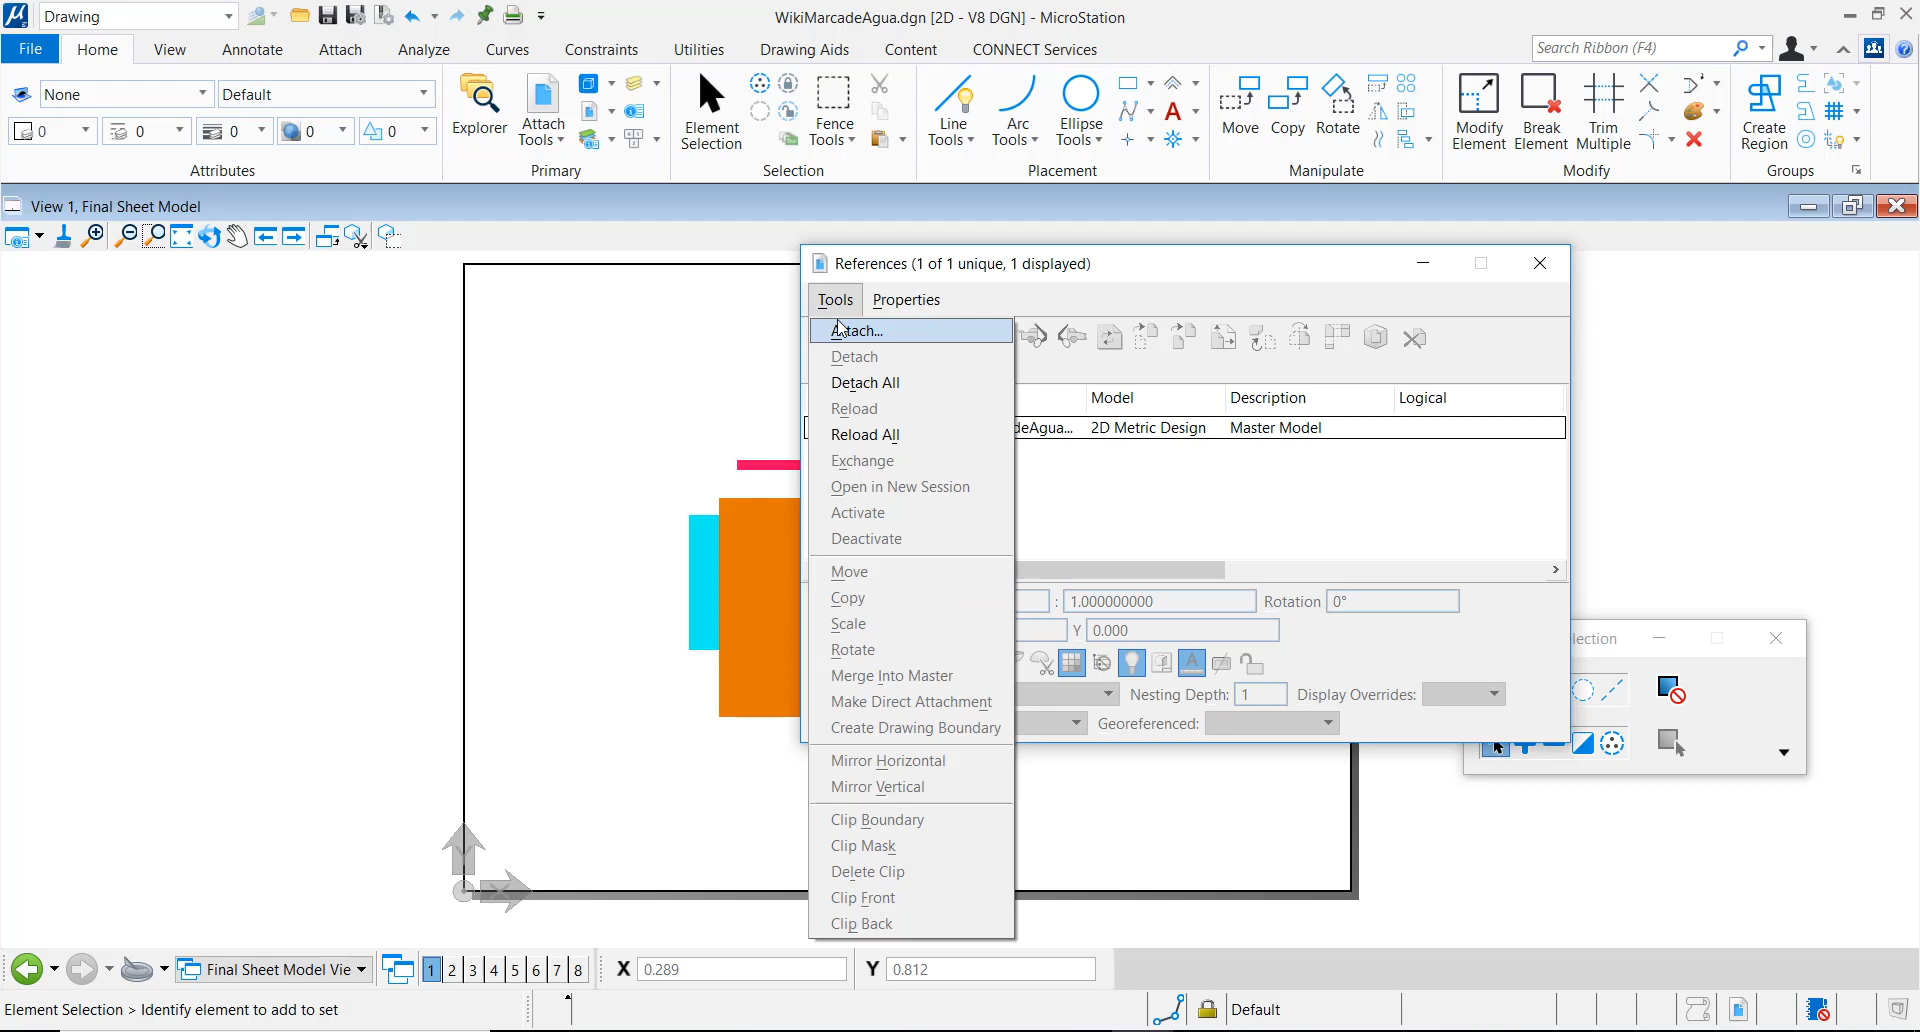 Drawing
WikiMarcadeAgua.dgn [2D - V8 DGN] - MicroStation
File Home View Annotate Attach Analyze Curves Constraints Utilities Drawing Aids Content CONNECT Services
Search Ribbon (F4)
None Default
0 0 0 0 0
Attributes
Explorer
Attach Tools
Primary
Element Selection
Fence Tools
Selection
Line Tools
Arc Tools
Ellipse Tools
Placement
Move Copy Rotate
Manipulate
Modify Element
Break Element
Trim Multiple
Modify
Create Region
Groups
View 1, Final Sheet Model
References (1 of 1 unique, 1 displayed)
Tools Properties
Attach...
Detach
Detach All
Reload
Reload All
Exchange
Open in New Session
Activate
Deactivate
Move
Copy
Scale
Rotate
Merge Into Master
Make Direct Attachment
Create Drawing Boundary
Mirror Horizontal
Mirror Vertical
Clip Boundary
Clip Mask
Delete Clip
Clip Front
Clip Back
Model Description Logical
deAgua... 2D Metric Design Master Model
: 1.000000000 Rotation 0°
Y 0.000
Nesting Depth: 1 Display Overrides:
Georeferenced:
lection
Y
X
Final Sheet Model Vie 1 2 3 4 5 6 7 8 X 0.289 Y 0.812
Element Selection > Identify element to add to set
Default